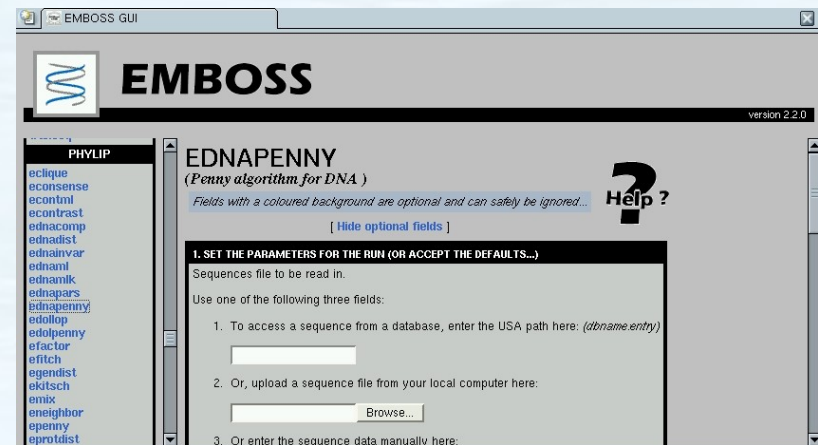 EMBOSS GUI
EMBOSS
version 2.2.0
PHYLIP
eclique
econsense
econtml
econtrast
ednacomp
ednadist
ednainvar
ednaml
ednamlk
ednapars
ednapenny
edollop
edolpenny
efactor
efitch
egendist
ekitsch
emix
eneighbor
epenny
eprotdist
EDNAPENNY
(Penny algorithm for DNA )
Fields with a coloured background are optional and can safely be ignored...
Help ?
[ Hide optional fields ]
1. SET THE PARAMETERS FOR THE RUN (OR ACCEPT THE DEFAULTS...)
Sequences file to be read in.
Use one of the following three fields:
1. To access a sequence from a database, enter the USA path here: (dbname:entry)
2. Or, upload a sequence file from your local computer here:
Browse...
3. Or enter the sequence data manually here: